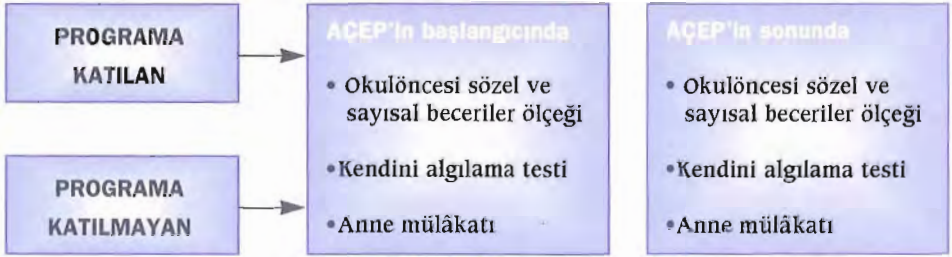 PROGRAMA
KATILAN
PROGRAMA
KATILMAYAN
AÇEP'in başlangıcında
• Okulöncesi sözel ve
sayısal beceriler ölçeği
•Kendini algılama testi
•Anne mülâkatı
AÇEP'in sonunda
• Okulöncesi sözel ve
sayısal beceriler ölçeği
•Kendini algılama testi
•Anne mülâkatı